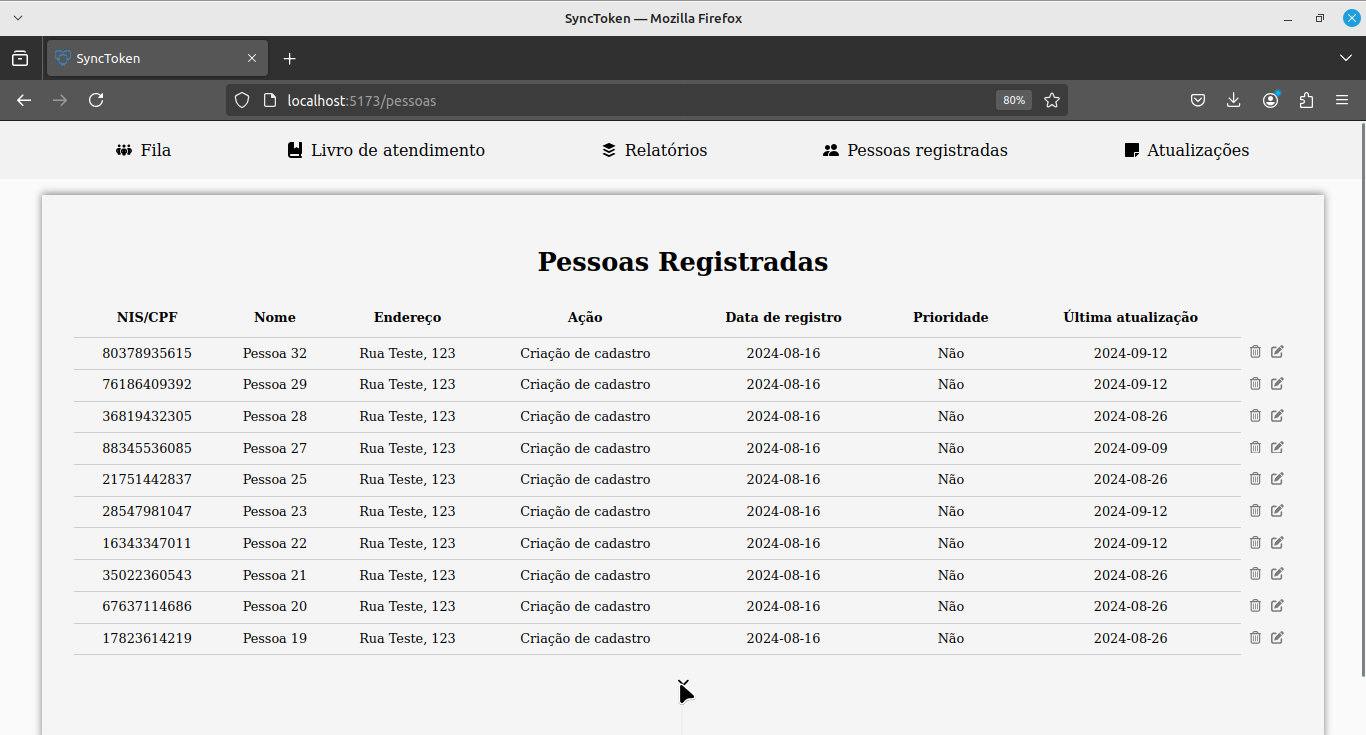 SyncToken — Mozilla Firefox
SyncToken
localhost:5173/pessoas
80%
Fila Livro de atendimento Relatórios Pessoas registradas Atualizações
Pessoas Registradas
NIS/CPF Nome Endereço Ação Data de registro Prioridade Última atualização
80378935615 Pessoa 32 Rua Teste, 123 Criação de cadastro 2024-08-16 Não 2024-09-12
76186409392 Pessoa 29 Rua Teste, 123 Criação de cadastro 2024-08-16 Não 2024-09-12
36819432305 Pessoa 28 Rua Teste, 123 Criação de cadastro 2024-08-16 Não 2024-08-26
88345536085 Pessoa 27 Rua Teste, 123 Criação de cadastro 2024-08-16 Não 2024-09-09
21751442837 Pessoa 25 Rua Teste, 123 Criação de cadastro 2024-08-16 Não 2024-08-26
28547981047 Pessoa 23 Rua Teste, 123 Criação de cadastro 2024-08-16 Não 2024-09-12
16343347011 Pessoa 22 Rua Teste, 123 Criação de cadastro 2024-08-16 Não 2024-09-12
35022360543 Pessoa 21 Rua Teste, 123 Criação de cadastro 2024-08-16 Não 2024-08-26
67637114686 Pessoa 20 Rua Teste, 123 Criação de cadastro 2024-08-16 Não 2024-08-26
17823614219 Pessoa 19 Rua Teste, 123 Criação de cadastro 2024-08-16 Não 2024-08-26